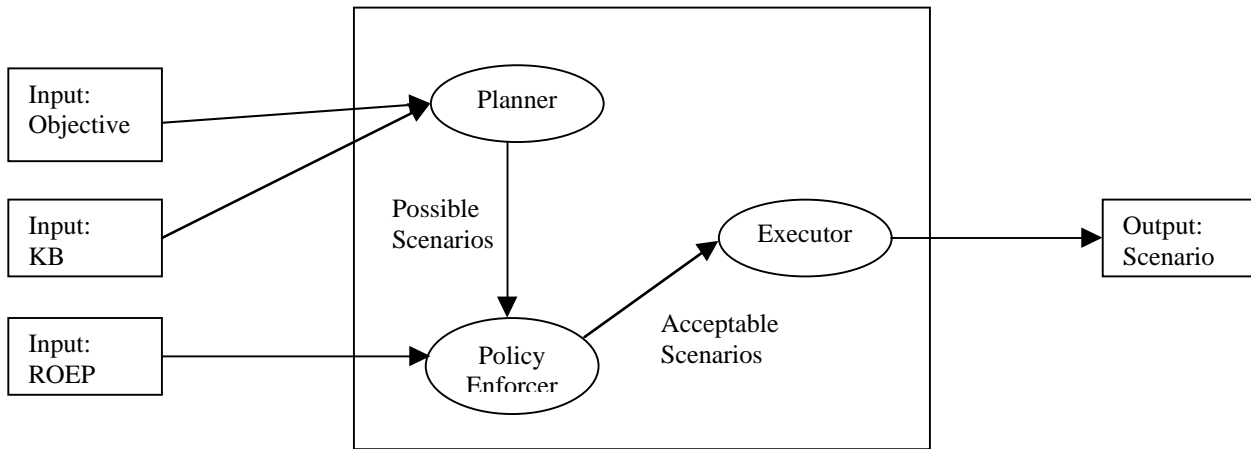 Input:
Objective
Planner
Input:
KB
Possible
Scenarios
Executor
Output:
Scenario
Input:
ROEP
Policy
Enforcer
Acceptable
Scenarios